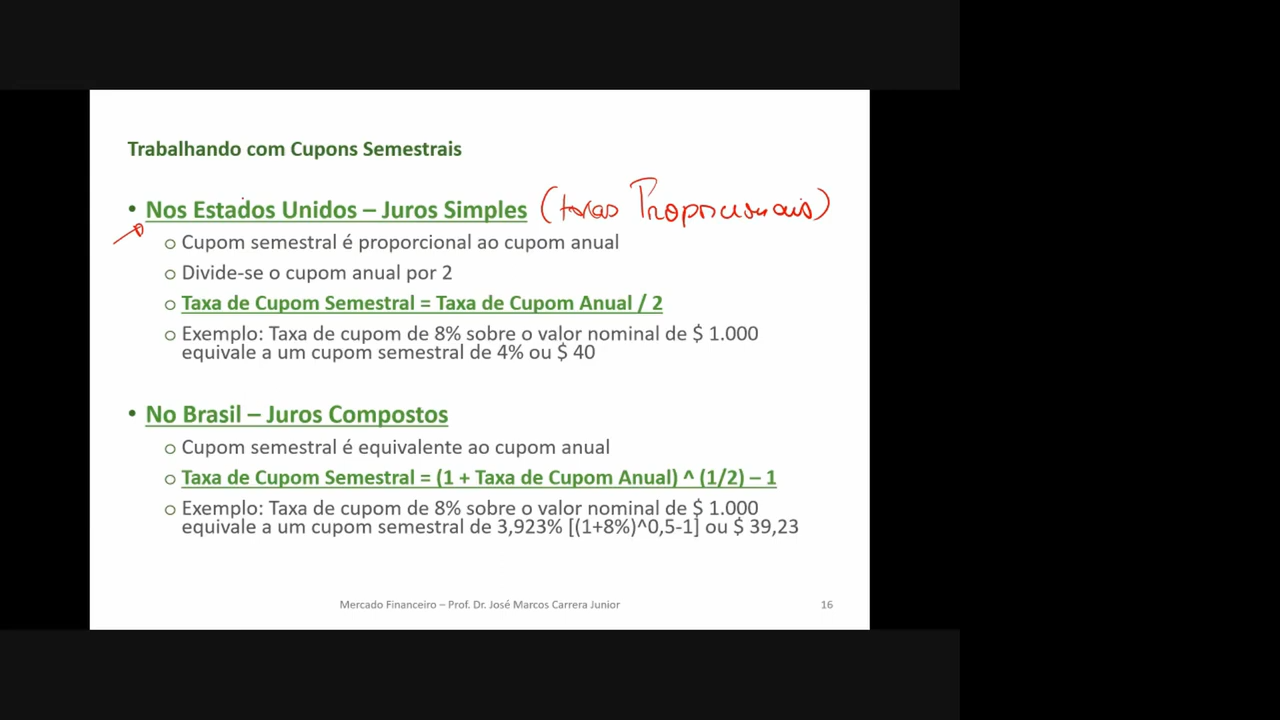 Trabalhando com Cupons Semestrais
• Nos Estados Unidos – Juros Simples (taxas Proporcionais)
o Cupom semestral é proporcional ao cupom anual
o Divide-se o cupom anual por 2
o Taxa de Cupom Semestral = Taxa de Cupom Anual / 2
o Exemplo: Taxa de cupom de 8% sobre o valor nominal de $ 1.000
equivale a um cupom semestral de 4% ou $ 40
• No Brasil – Juros Compostos
o Cupom semestral é equivalente ao cupom anual
o Taxa de Cupom Semestral = (1 + Taxa de Cupom Anual) ^ (1/2) – 1
o Exemplo: Taxa de cupom de 8% sobre o valor nominal de $ 1.000
equivale a um cupom semestral de 3,923% [(1+8%)^0,5-1] ou $ 39,23
Mercado Financeiro – Prof. Dr. José Marcos Carrera Junior 16